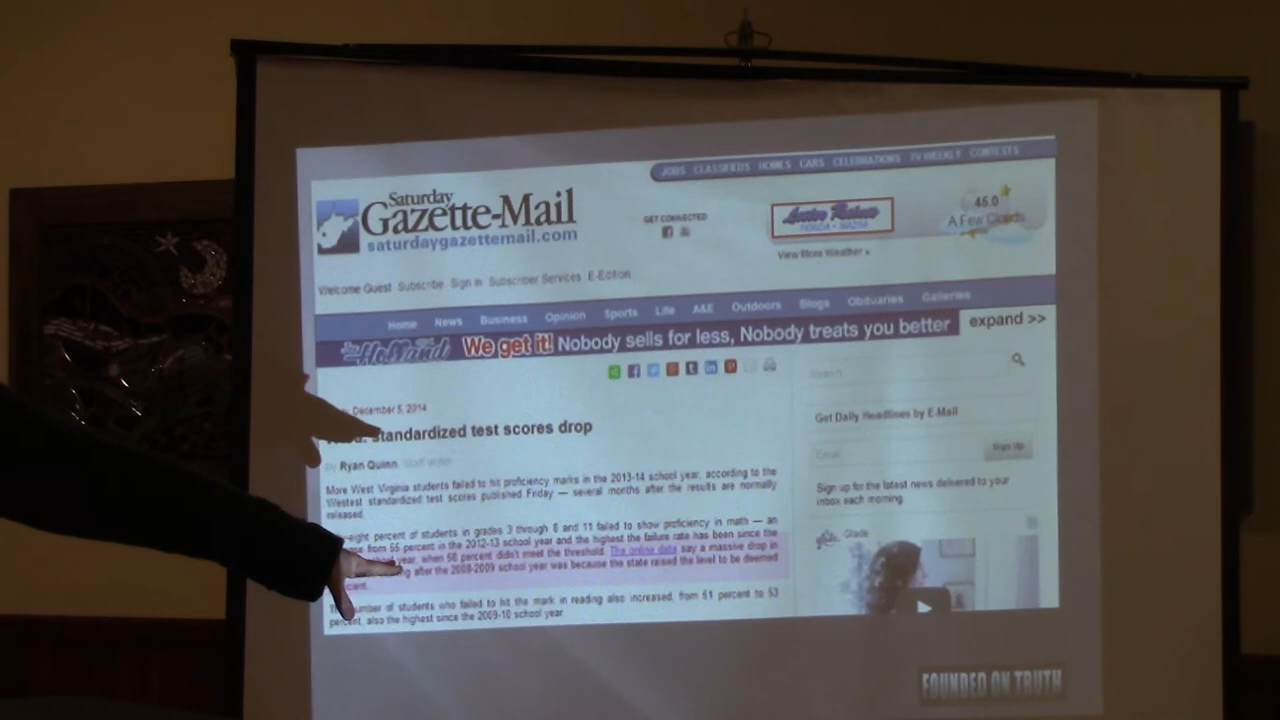 JOBS CLASSIFIEDS HOMES CARS CELEBRATIONS TV WEEKLY CONTESTS
Saturday
Gazette-Mail
saturdaygazettemail.com
GET CONNECTED
HONDA • MAZDA
45.0
A Few Clouds
View More Weather »
Welcome Guest Subscribe Sign In Subscriber Services E-Edition
Home News Business Opinion Sports Life A&E Outdoors Blogs Obituaries Galleries
Holland We get it! Nobody sells for less, Nobody treats you better expand >>
Search
December 5, 2014
standardized test scores drop
Get Daily Headlines by E-Mail
By Ryan Quinn Staff writer
Email Sign Up
More West Virginia students failed to hit proficiency marks in the 2013-14 school year, according to the
Westest standardized test scores published Friday — several months after the results are normally
released.
Sign up for the latest news delivered to your
inbox each morning.
eight percent of students in grades 3 through 8 and 11 failed to show proficiency in math — an
from 55 percent in the 2012-13 school year and the highest the failure rate has been since the
year, when 58 percent didn't meet the threshold. The online data say a massive drop in
after the 2008-2009 school year was because the state raised the level to be deemed
Glade
number of students who failed to hit the mark in reading also increased, from 51 percent to 53
percent, also the highest since the 2009-10 school year
FOUNDED ON TRUTH